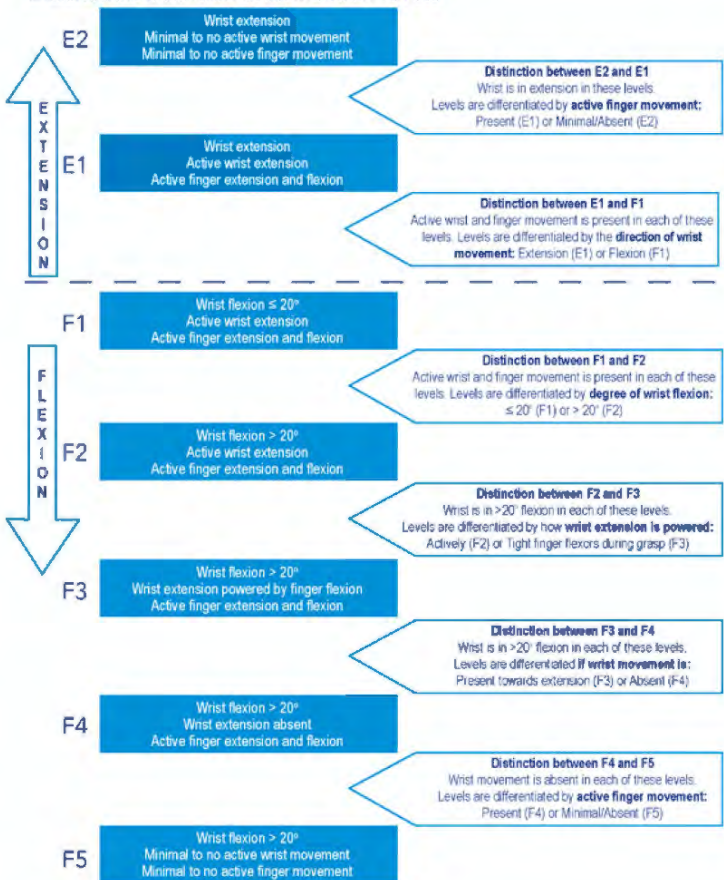 E2
Wrist extension
Minimal to no active wrist movement
Minimal to no active finger movement
Distinction between E2 and E1
Wrist is in extension in these levels.
Levels are differentiated by active finger movement:
Present (E1) or Minimal/Absent (E2)
EXTENSION
E1
Wrist extension
Active wrist extension
Active finger extension and flexion
Distinction between E1 and F1
Active wrist and finger movement is present in each of these
levels. Levels are differentiated by the direction of wrist
movement: Extension (E1) or Flexion (F1)
F1
Wrist flexion ≤ 20°
Active wrist extension
Active finger extension and flexion
Distinction between F1 and F2
Active wrist and finger movement is present in each of these
levels. Levels are differentiated by degree of wrist flexion:
≤ 20° (F1) or > 20° (F2)
FLEXION
F2
Wrist flexion > 20°
Active wrist extension
Active finger extension and flexion
Distinction between F2 and F3
Wrist is in >20° flexion in each of these levels.
Levels are differentiated by how wrist extension is powered:
Actively (F2) or Tight finger flexors during grasp (F3)
F3
Wrist flexion > 20°
Wrist extension powered by finger flexion
Active finger extension and flexion
Distinction between F3 and F4
Wrist is in >20° flexion in each of these levels.
Levels are differentiated if wrist movement is:
Present towards extension (F3) or Absent (F4)
F4
Wrist flexion > 20°
Wrist extension absent
Active finger extension and flexion
Distinction between F4 and F5
Wrist movement is absent in each of these levels.
Levels are differentiated by active finger movement:
Present (F4) or Minimal/Absent (F5)
F5
Wrist flexion > 20°
Minimal to no active wrist movement
Minimal to no active finger movement